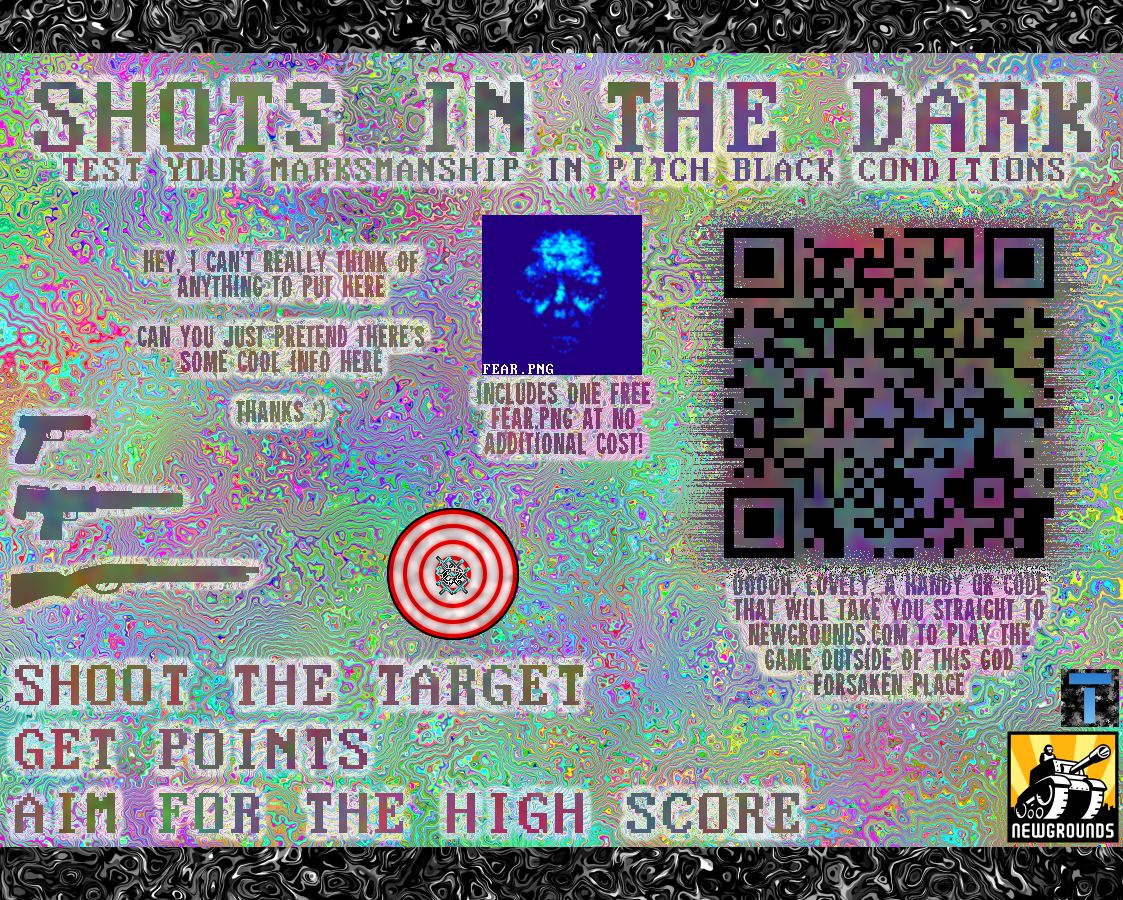 SHOTS IN THE DARK
TEST YOUR MARKSMANSHIP IN PITCH BLACK CONDITIONS
HEY, I CAN'T REALLY THINK OF
ANYTHING TO PUT HERE
CAN YOU JUST PRETEND THERE'S
SOME COOL INFO HERE
THANKS :)
FEAR.PNG
INCLUDES ONE FREE
FEAR.PNG AT NO
ADDITIONAL COST!
OOOOH, LOVELY, A HANDY QR CODE
THAT WILL TAKE YOU STRAIGHT TO
NEWGROUNDS.COM TO PLAY THE
GAME OUTSIDE OF THIS GOD
FORSAKEN PLACE
SHOOT THE TARGET
GET POINTS
AIM FOR THE HIGH SCORE
T
NEWGROUNDS